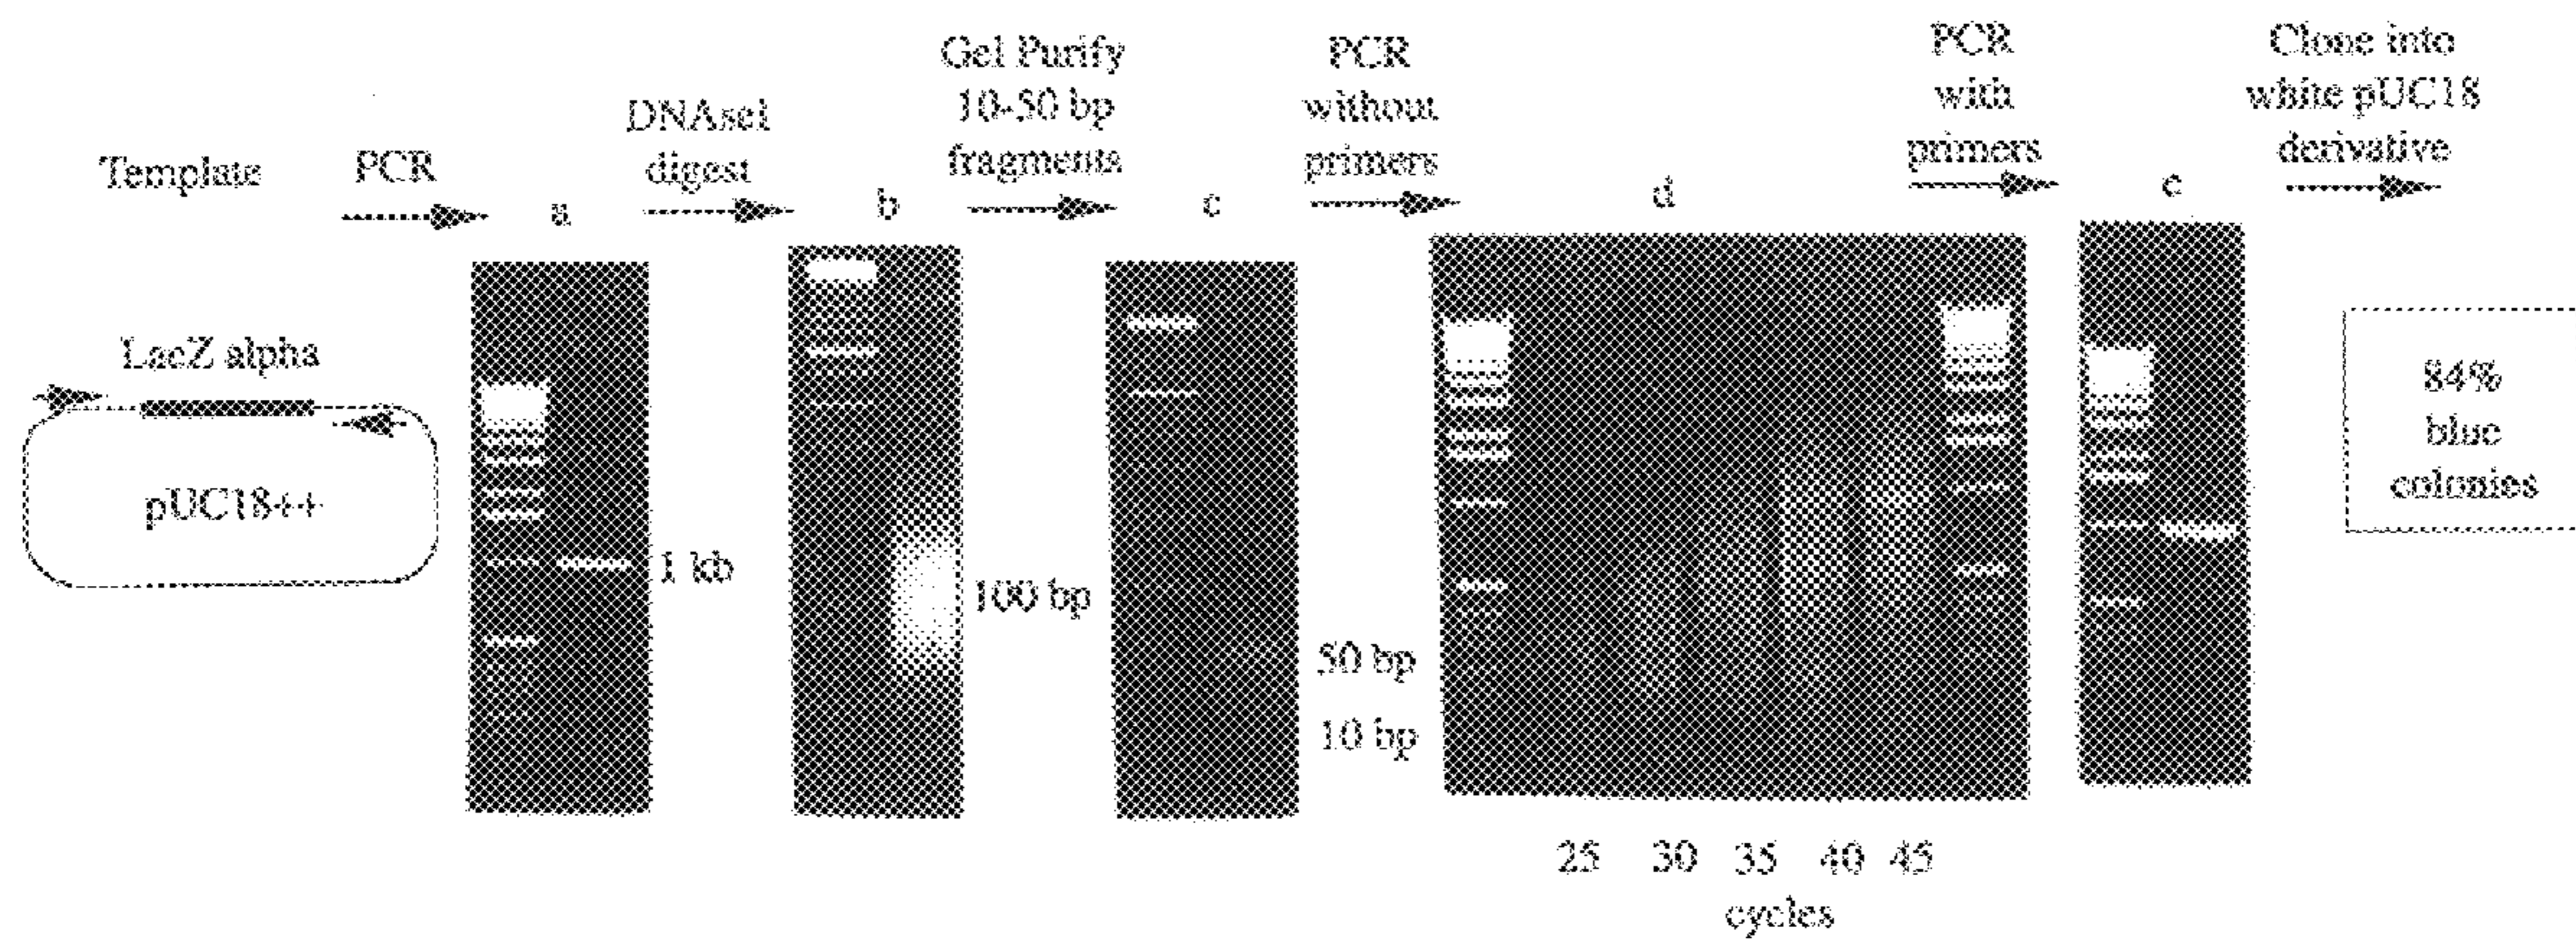 Template
PCR
a
DNAse1
digest
b
Gel Purify
10-50 bp
fragments
c
PCR
without
primers
d
PCR
with
primers
e
Clone into
white pUC18
derivative
LacZ alpha
pUC18++
1 kb
100 bp
50 bp
10 bp
25 30 35 40 45
cycles
84%
blue
colonies